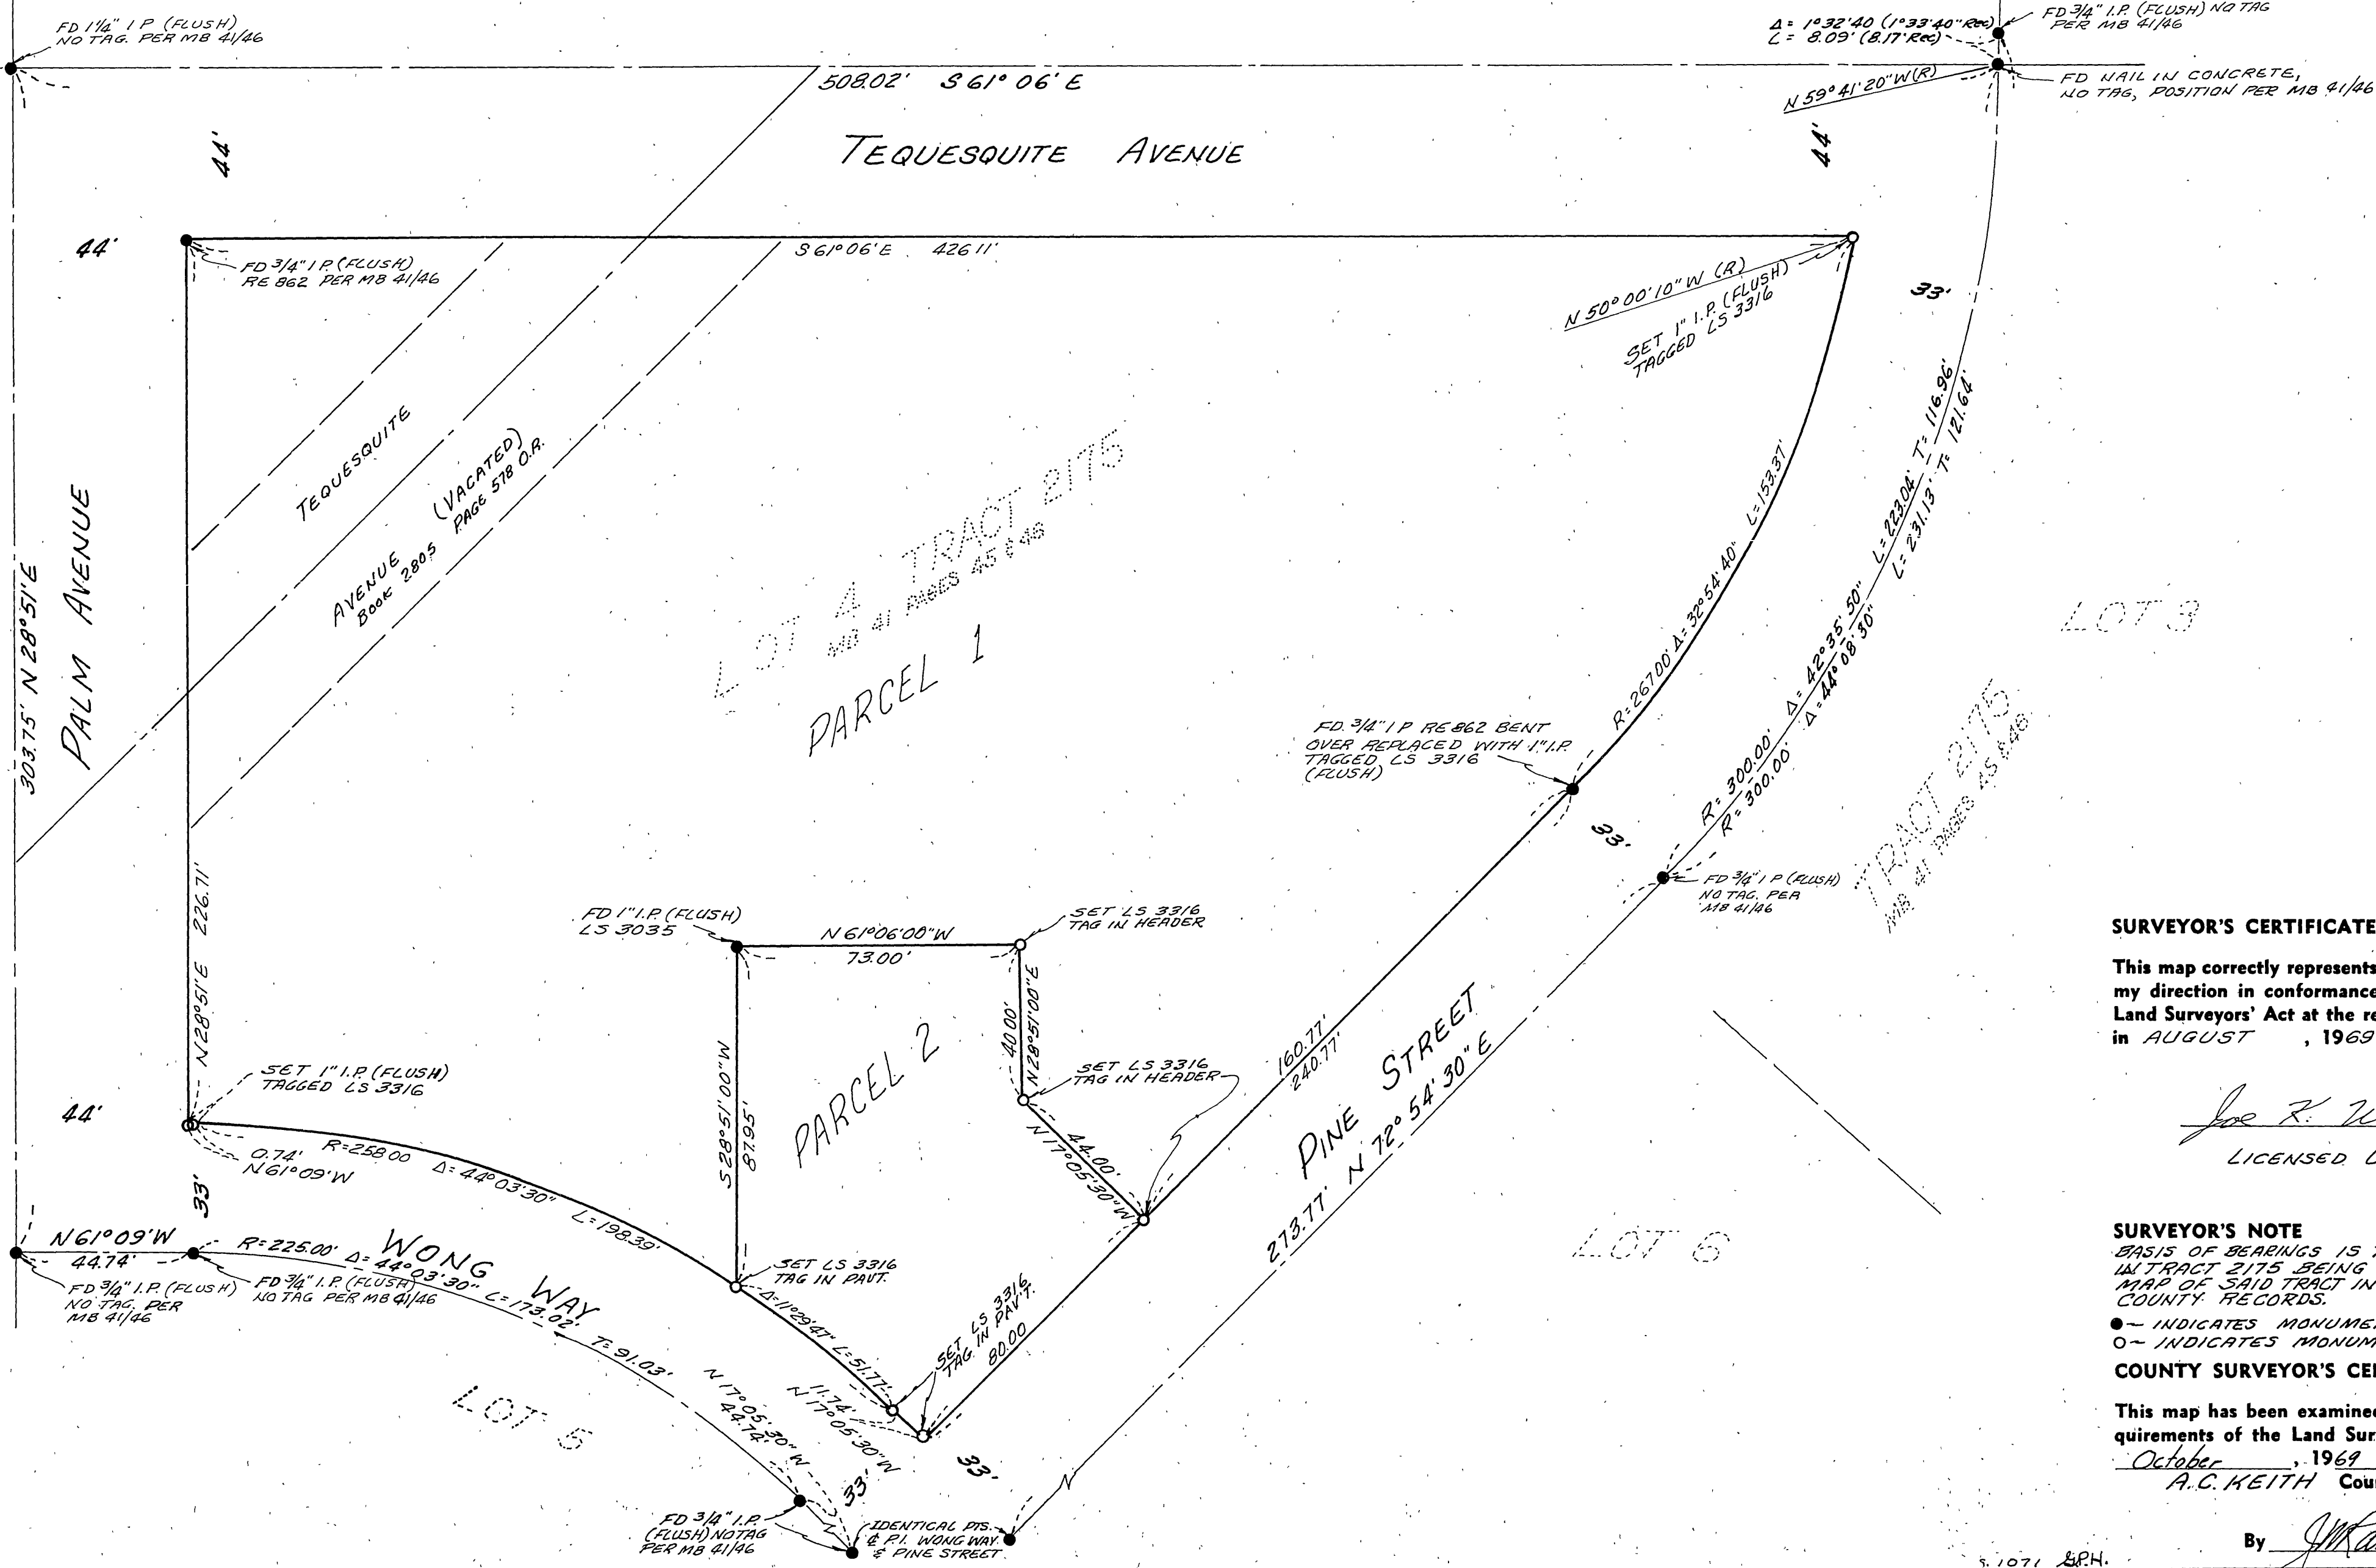 FD 1 1/4" I.P (FLUSH)
NO TAG. PER MB 41/46
Δ = 1°32'40 (1°33'40" Rec)
L = 8.09' (8.17' Rec)
FD 3/4" I.P. (FLUSH) NO TAG
PER MB 41/46
508.02' S 61° 06' E
N 59° 41' 20" W (R)
FD NAIL IN CONCRETE,
NO TAG, POSITION PER MB 41/46
44'
TEQUESQUITE AVENUE
44'
44'
S 61° 06' E 426.11'
FD 3/4" I.P. (FLUSH)
RE 862 PER MB 41/46
N 50° 00' 10" W (R)
SET 1" I.P. (FLUSH)
TAGGED LS 3316
33'
TEQUESQUITE
AVENUE (VACATED)
BOOK 2805 PAGE 578 O.R.
PALM AVENUE
303.75' N 28° 51' E
LOT 4 TRACT 2175
MB 41 PAGES 45 & 46
PARCEL 1
R=267.00' Δ=32° 54' 40" L=153.37'
R=300.00' Δ=42° 35' 50" L=223.04' T=116.96'
R=300.00' Δ=44° 08' 30" L=231.13' T=121.64'
LOT 3
TRACT 2175
MB 41 PAGES 45 & 46
FD. 3/4" I.P RE 862 BENT
OVER REPLACED WITH 1" I.P.
TAGGED LS 3316
(FLUSH)
33'
FD 3/4" I.P (FLUSH)
NO TAG. PER
MB 41/46
N 28° 51' E 226.71'
FD 1" I.P. (FLUSH)
LS 3035
N 61° 06' 00" W
73.00'
SET LS 3316
TAG IN HEADER
N 28° 51' 00" E
40.00'
S 28° 51' 00" W
87.95'
PARCEL 2
SET LS 3316
TAG IN HEADER
44.00'
N 17° 05' 30" W
160.77'
240.77'
PINE STREET
273.77' N 72° 54' 30" E
SET 1" I.P. (FLUSH)
TAGGED LS 3316
44'
0.74'
N 61° 09' W
R=258.00 Δ=44° 03' 30" L=198.39'
33'
N 61° 09' W
44.74'
FD 3/4" I.P. (FLUSH)
NO TAG. PER
MB 41/46
FD 3/4" I.P. (FLUSH)
NO TAG PER MB 41/46
WONG WAY
R=225.00' Δ=44° 03' 30" L=173.02' T=91.03'
SET LS 3316
TAG IN PAVT.
Δ=11° 29' 47" L=51.77'
SET LS 3316
TAG IN PAV'T.
80.00
11.74'
N 17° 05' 30" W
N 17° 05' 30" W
44.74'
LOT 5
LOT 6
33'
33'
FD 3/4" I.P.
(FLUSH) NO TAG
PER MB 41/46
IDENTICAL PTS.
& P.I. WONG WAY
& PINE STREET
SURVEYOR'S CERTIFICATE
This map correctly represents
my direction in conformance
Land Surveyors' Act at the re
in AUGUST , 1969
Joe K. W
LICENSED L
SURVEYOR'S NOTE
BASIS OF BEARINGS IS
IN TRACT 2175 BEING
MAP OF SAID TRACT IN
COUNTY RECORDS.
●~ INDICATES MONUME
○~ INDICATES MONUM
COUNTY SURVEYOR'S CER
This map has been examined
quirements of the Land Sur
October , 1969
A.C. KEITH Cou
By
S. 1071 G.P.H.